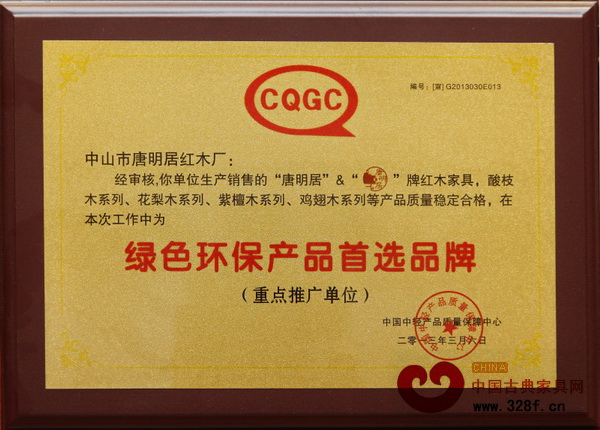 CQGC
编号：[窗] G2013030E013
中山市唐明居红木厂：
经审核，你单位生产销售的“唐明居”&“ ”牌红木家具，酸枝
木系列、花梨木系列、紫檀木系列、鸡翅木系列等产品质量稳定合格，在
本次工作中为
绿色环保产品首选品牌
（重点推广单位）
中国中轻产品质量保障中心
二零一三年三月六日
CHINA
中国古典家具网
www.328f.cn